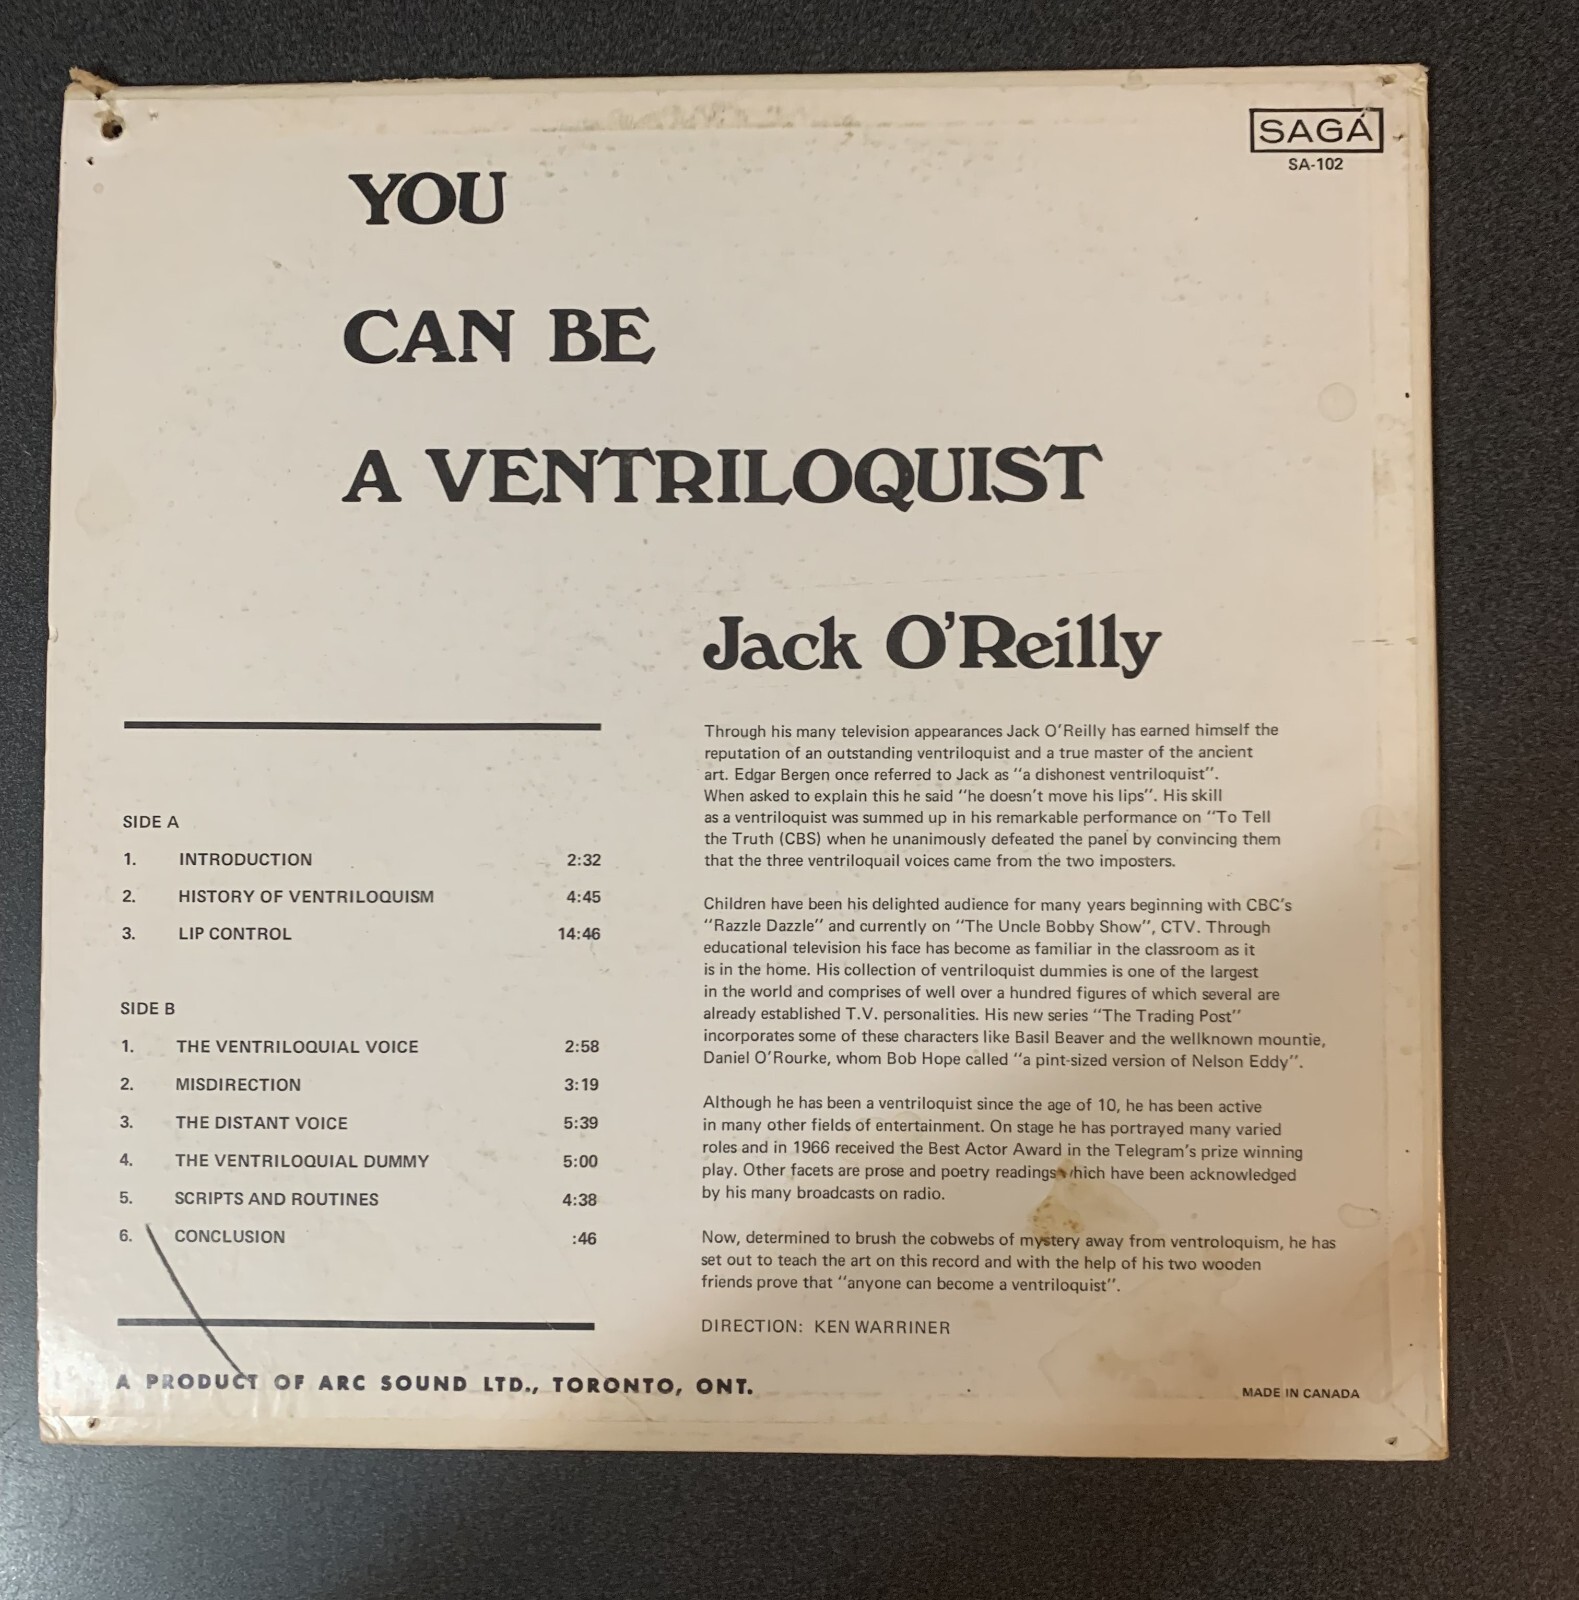 SAGÁ
SA-102
YOU
CAN BE
A VENTRILOQUIST
Jack O'Reilly
SIDE A
1. INTRODUCTION 2:32
2. HISTORY OF VENTRILOQUISM 4:45
3. LIP CONTROL 14:46
SIDE B
1. THE VENTRILOQUIAL VOICE 2:58
2. MISDIRECTION 3:19
3. THE DISTANT VOICE 5:39
4. THE VENTRILOQUIAL DUMMY 5:00
5. SCRIPTS AND ROUTINES 4:38
6. CONCLUSION :46
Through his many television appearances Jack O'Reilly has earned himself the
reputation of an outstanding ventriloquist and a true master of the ancient
art. Edgar Bergen once referred to Jack as "a dishonest ventriloquist".
When asked to explain this he said "he doesn't move his lips". His skill
as a ventriloquist was summed up in his remarkable performance on "To Tell
the Truth (CBS) when he unanimously defeated the panel by convincing them
that the three ventriloquail voices came from the two imposters.
Children have been his delighted audience for many years beginning with CBC's
"Razzle Dazzle" and currently on "The Uncle Bobby Show", CTV. Through
educational television his face has become as familiar in the classroom as it
is in the home. His collection of ventriloquist dummies is one of the largest
in the world and comprises of well over a hundred figures of which several are
already established T.V. personalities. His new series "The Trading Post"
incorporates some of these characters like Basil Beaver and the wellknown mountie,
Daniel O'Rourke, whom Bob Hope called "a pint-sized version of Nelson Eddy".
Although he has been a ventriloquist since the age of 10, he has been active
in many other fields of entertainment. On stage he has portrayed many varied
roles and in 1966 received the Best Actor Award in the Telegram's prize winning
play. Other facets are prose and poetry readings which have been acknowledged
by his many broadcasts on radio.
Now, determined to brush the cobwebs of mystery away from ventroloquism, he has
set out to teach the art on this record and with the help of his two wooden
friends prove that "anyone can become a ventriloquist".
DIRECTION: KEN WARRINER
A PRODUCT OF ARC SOUND LTD., TORONTO, ONT.
MADE IN CANADA